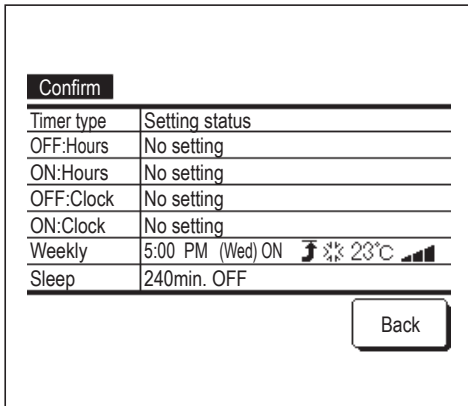 Confirm
Timer type Setting status
OFF:Hours No setting
ON:Hours No setting
OFF:Clock No setting
ON:Clock No setting
Weekly 5:00 PM (Wed) ON 23°C
Sleep 240min. OFF
Back